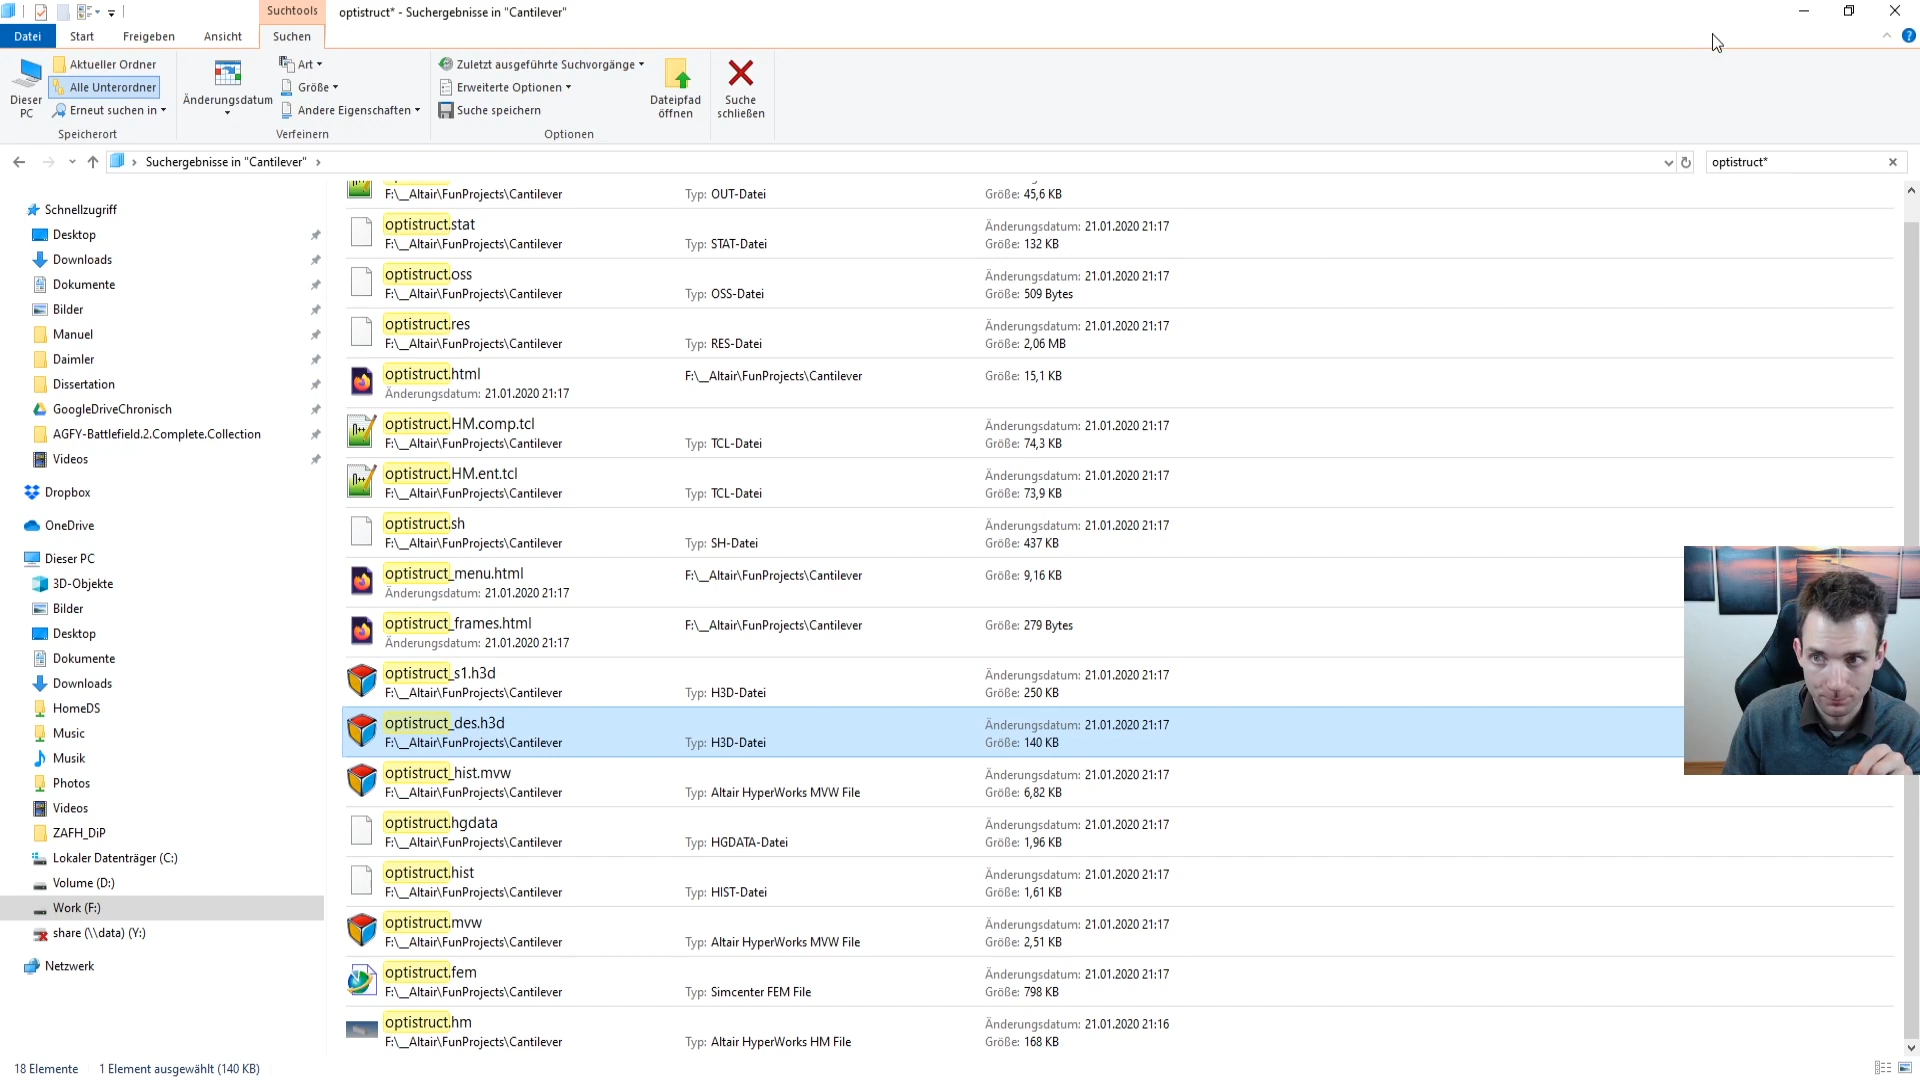 Suchtools
optistruct* - Suchergebnisse in "Cantilever"
Datei
Start
Freigeben
Ansicht
Suchen
Dieser PC
Aktueller Ordner
Alle Unterordner
Erneut suchen in
Speicherort
Änderungsdatum
Art
Größe
Andere Eigenschaften
Verfeinern
Zuletzt ausgeführte Suchvorgänge
Erweiterte Optionen
Suche speichern
Dateipfad öffnen
Optionen
Suche schließen
Suchergebnisse in "Cantilever"
optistruct*
Schnellzugriff
Desktop
Downloads
Dokumente
Bilder
Manuel
Daimler
Dissertation
GoogleDriveChronisch
AGFY-Battlefield.2.Complete.Collection
Videos
Dropbox
OneDrive
Dieser PC
3D-Objekte
Bilder
Desktop
Dokumente
Downloads
HomeDS
Music
Musik
Photos
Videos
ZAFH_DiP
Lokaler Datenträger (C:)
Volume (D:)
Work (F:)
share (\\data) (Y:)
Netzwerk
F:\__Altair\FunProjects\Cantilever Typ: OUT-Datei Größe: 45,6 KB
optistruct.stat Änderungsdatum: 21.01.2020 21:17
F:\__Altair\FunProjects\Cantilever Typ: STAT-Datei Größe: 132 KB
optistruct.oss Änderungsdatum: 21.01.2020 21:17
F:\__Altair\FunProjects\Cantilever Typ: OSS-Datei Größe: 509 Bytes
optistruct.res Änderungsdatum: 21.01.2020 21:17
F:\__Altair\FunProjects\Cantilever Typ: RES-Datei Größe: 2,06 MB
optistruct.html F:\__Altair\FunProjects\Cantilever Größe: 15,1 KB
Änderungsdatum: 21.01.2020 21:17
optistruct.HM.comp.tcl Änderungsdatum: 21.01.2020 21:17
F:\__Altair\FunProjects\Cantilever Typ: TCL-Datei Größe: 74,3 KB
optistruct.HM.ent.tcl Änderungsdatum: 21.01.2020 21:17
F:\__Altair\FunProjects\Cantilever Typ: TCL-Datei Größe: 73,9 KB
optistruct.sh Änderungsdatum: 21.01.2020 21:17
F:\__Altair\FunProjects\Cantilever Typ: SH-Datei Größe: 437 KB
optistruct_menu.html F:\__Altair\FunProjects\Cantilever Größe: 9,16 KB
Änderungsdatum: 21.01.2020 21:17
optistruct_frames.html F:\__Altair\FunProjects\Cantilever Größe: 279 Bytes
Änderungsdatum: 21.01.2020 21:17
optistruct_s1.h3d Änderungsdatum: 21.01.2020 21:17
F:\__Altair\FunProjects\Cantilever Typ: H3D-Datei Größe: 250 KB
optistruct_des.h3d Änderungsdatum: 21.01.2020 21:17
F:\__Altair\FunProjects\Cantilever Typ: H3D-Datei Größe: 140 KB
optistruct_hist.mvw Änderungsdatum: 21.01.2020 21:17
F:\__Altair\FunProjects\Cantilever Typ: Altair HyperWorks MVW File Größe: 6,82 KB
optistruct.hgdata Änderungsdatum: 21.01.2020 21:17
F:\__Altair\FunProjects\Cantilever Typ: HGDATA-Datei Größe: 1,96 KB
optistruct.hist Änderungsdatum: 21.01.2020 21:17
F:\__Altair\FunProjects\Cantilever Typ: HIST-Datei Größe: 1,61 KB
optistruct.mvw Änderungsdatum: 21.01.2020 21:17
F:\__Altair\FunProjects\Cantilever Typ: Altair HyperWorks MVW File Größe: 2,51 KB
optistruct.fem Änderungsdatum: 21.01.2020 21:17
F:\__Altair\FunProjects\Cantilever Typ: Simcenter FEM File Größe: 798 KB
optistruct.hm Änderungsdatum: 21.01.2020 21:16
F:\__Altair\FunProjects\Cantilever Typ: Altair HyperWorks HM File Größe: 168 KB
18 Elemente 1 Element ausgewählt (140 KB)